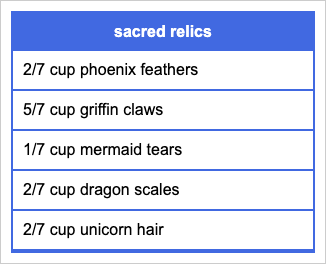 sacred relics
2/7 cup phoenix feathers
5/7 cup griffin claws
1/7 cup mermaid tears
2/7 cup dragon scales
2/7 cup unicorn hair